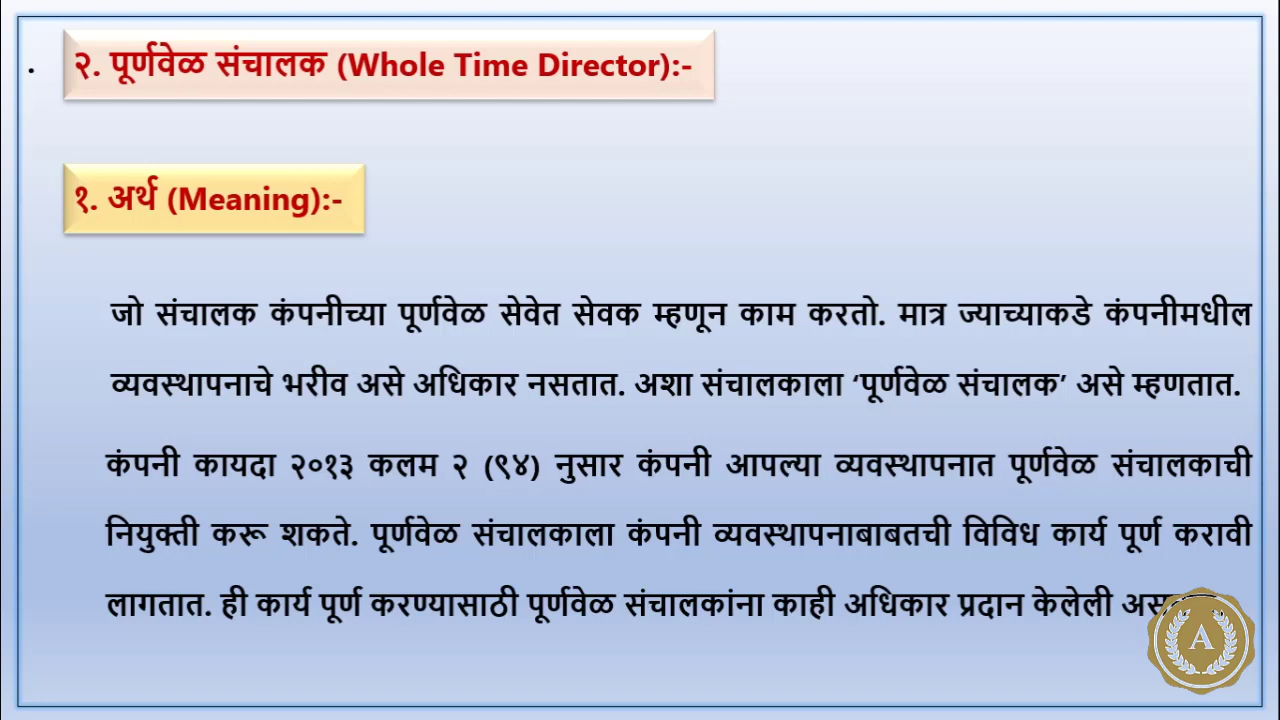 . २. पूर्णवेळ संचालक (Whole Time Director):-
१. अर्थ (Meaning):-
जो संचालक कंपनीच्या पूर्णवेळ सेवेत सेवक म्हणून काम करतो. मात्र ज्याच्याकडे कंपनीमधील
व्यवस्थापनाचे भरीव असे अधिकार नसतात. अशा संचालकाला ‘पूर्णवेळ संचालक’ असे म्हणतात.
कंपनी कायदा २०१३ कलम २ (९४) नुसार कंपनी आपल्या व्यवस्थापनात पूर्णवेळ संचालकाची
नियुक्ती करू शकते. पूर्णवेळ संचालकाला कंपनी व्यवस्थापनाबाबतची विविध कार्य पूर्ण करावी
लागतात. ही कार्य पूर्ण करण्यासाठी पूर्णवेळ संचालकांना काही अधिकार प्रदान केलेली
A